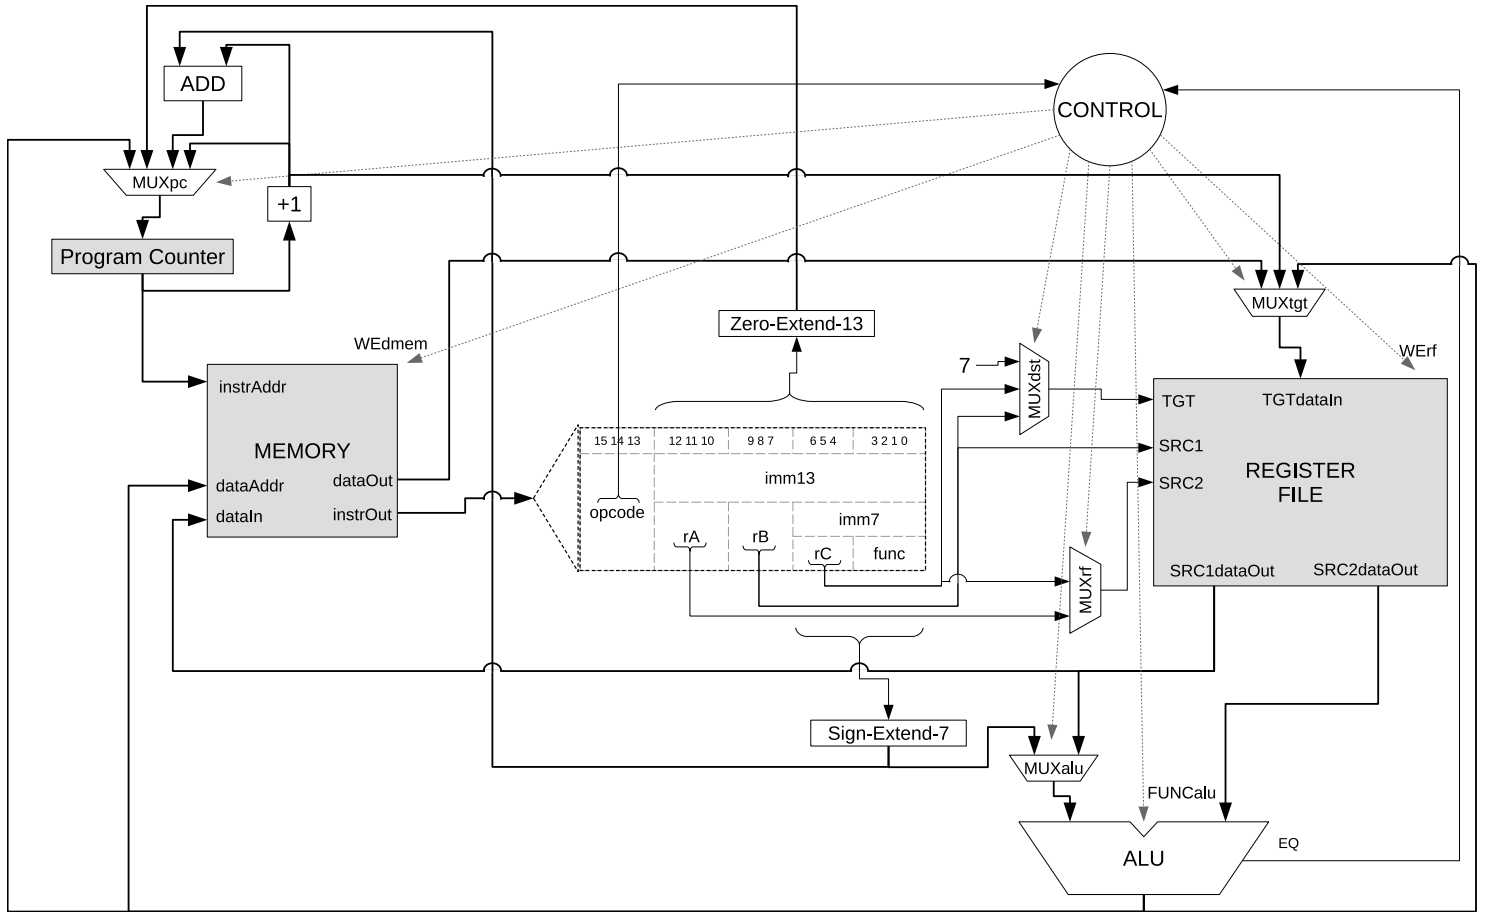 ADD
CONTROL
MUXpc
+1
Program Counter
MUXtgt
Zero-Extend-13
WEdmem
WErf
7
MUXdst
instrAddr
TGT
TGTdataIn
15 14 13
12 11 10
9 8 7
6 5 4
3 2 1 0
MEMORY
SRC1
REGISTER
FILE
imm13
dataOut
dataAddr
SRC2
instrOut
dataIn
opcode
imm7
rA
rB
rC
func
SRC1dataOut
SRC2dataOut
MUXrf
Sign-Extend-7
MUXalu
FUNCalu
ALU
EQ